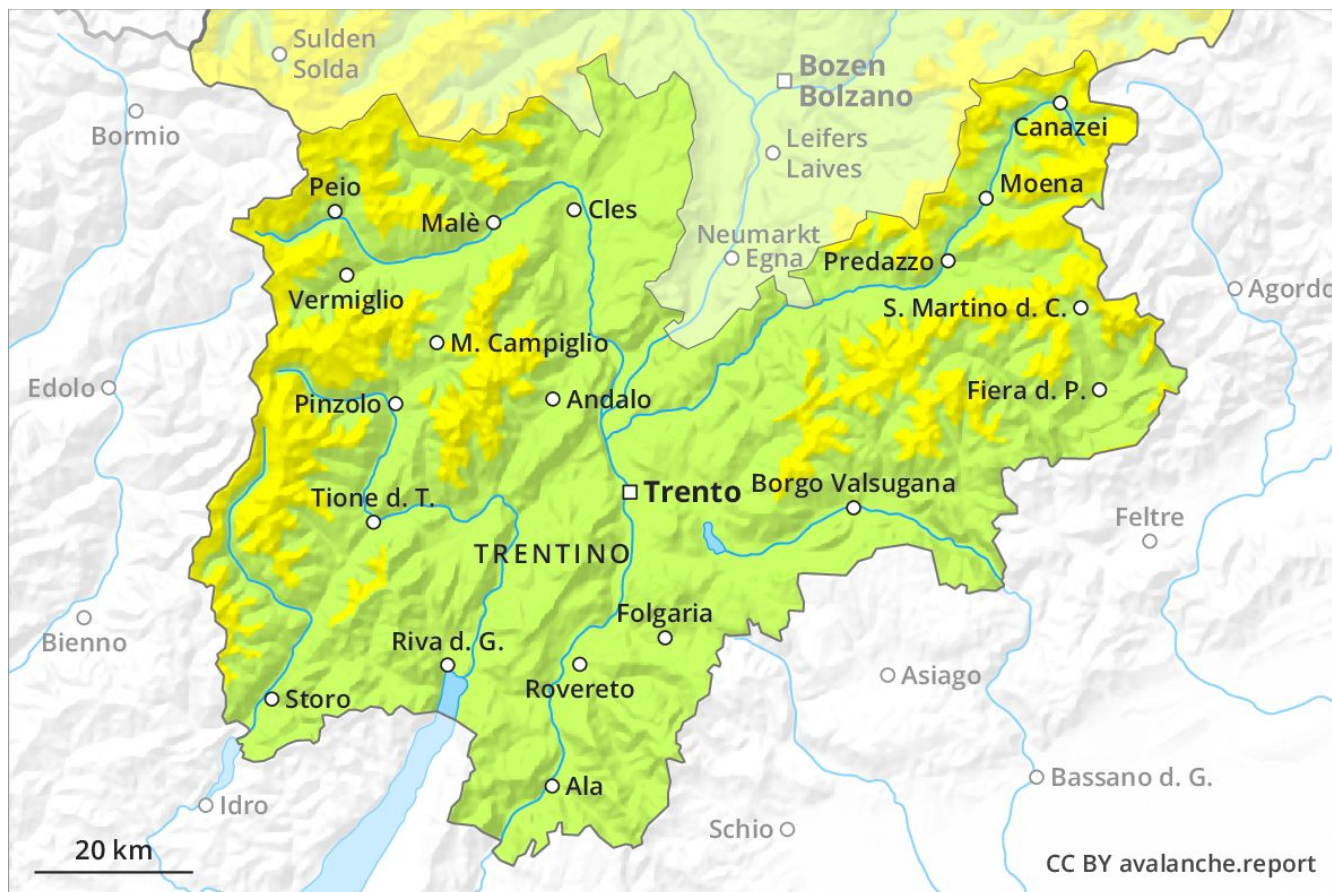 Sulden
Solda
Bozen
Bolzano
Bormio
Canazei
Leifers
Laives
Peio
Moena
Malè
Cles
Neumarkt
Egna
Predazzo
Vermiglio
Agordo
S. Martino d. C.
M. Campiglio
Edolo
Pinzolo
Andalo
Fiera d. P.
Trento
Borgo Valsugana
Tione d. T.
Feltre
TRENTINO
Folgaria
Bienno
Riva d. G.
Asiago
Rovereto
Storo
Bassano d. G.
Ala
Idro
Schio
20 km
CC BY avalanche.report